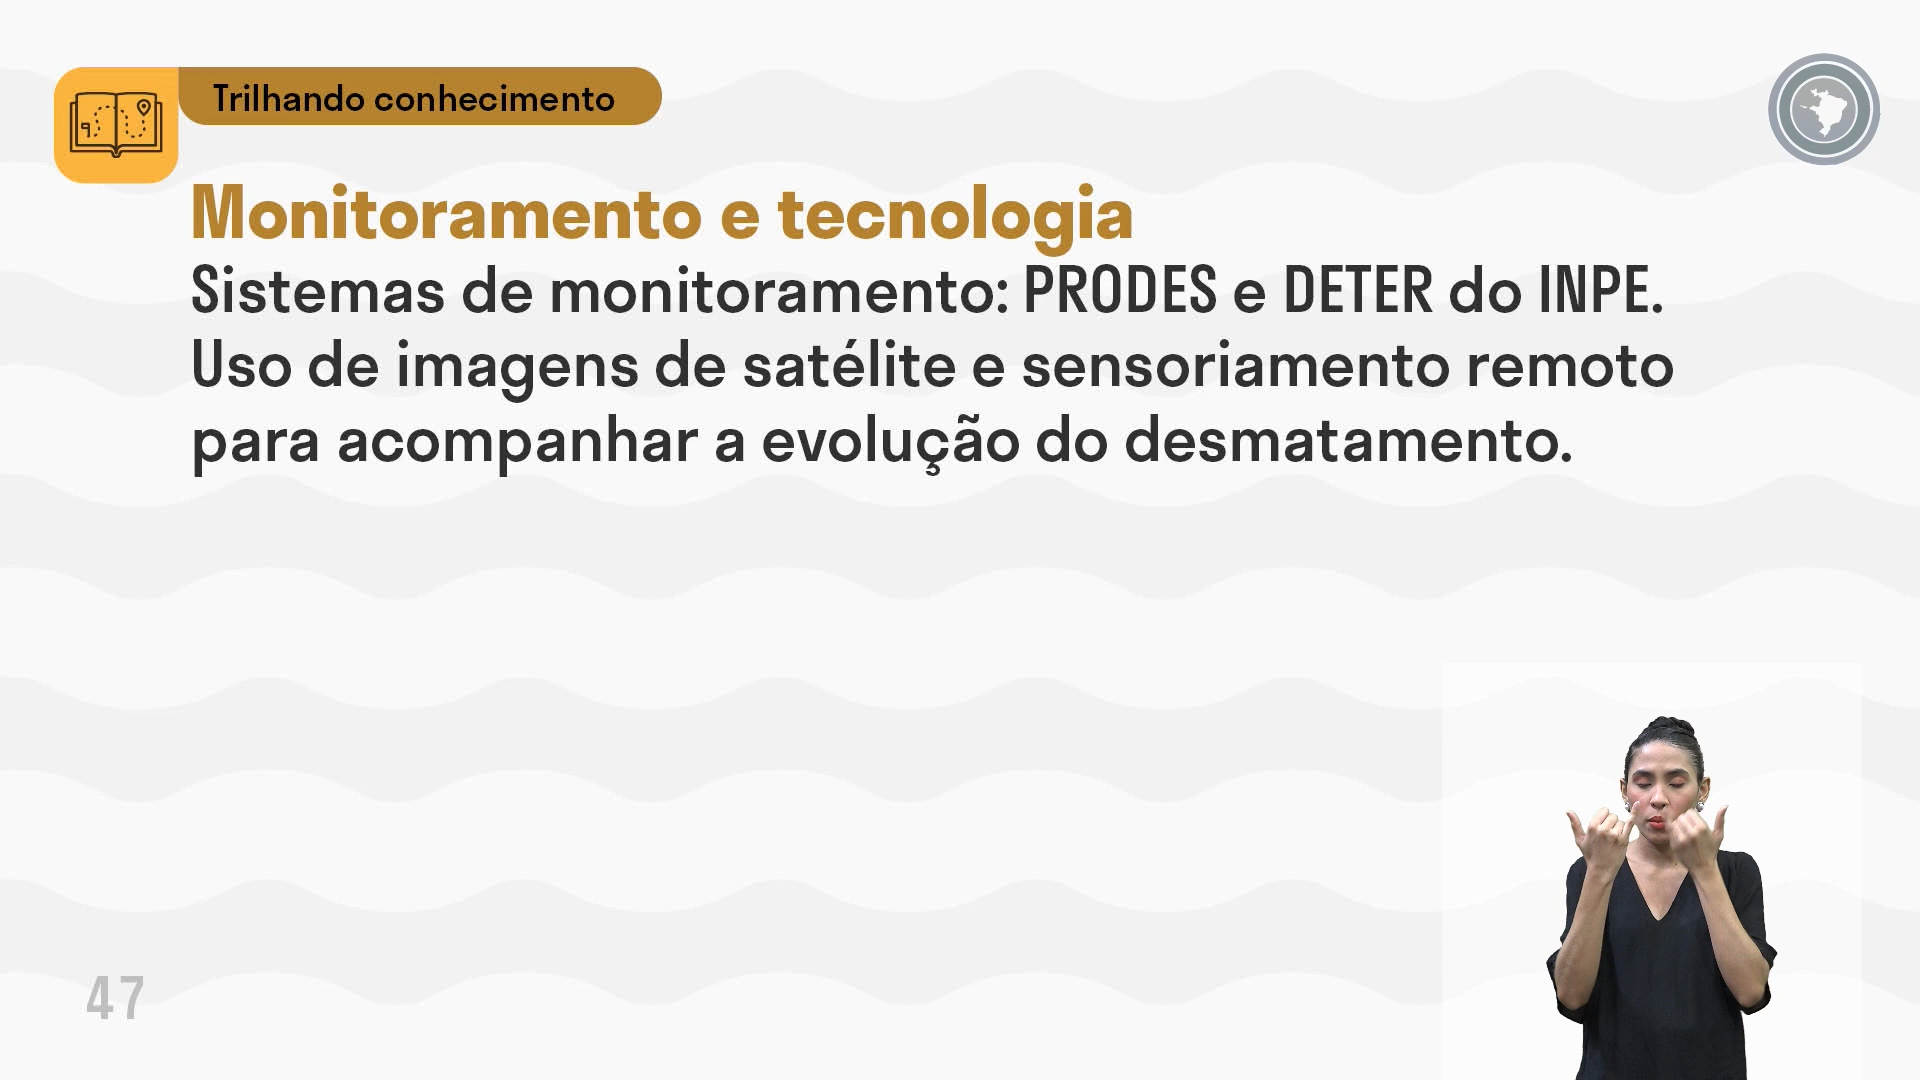 Trilhando conhecimento
Monitoramento e tecnologia
Sistemas de monitoramento: PRODES e DETER do INPE.
Uso de imagens de satélite e sensoriamento remoto
para acompanhar a evolução do desmatamento.
47